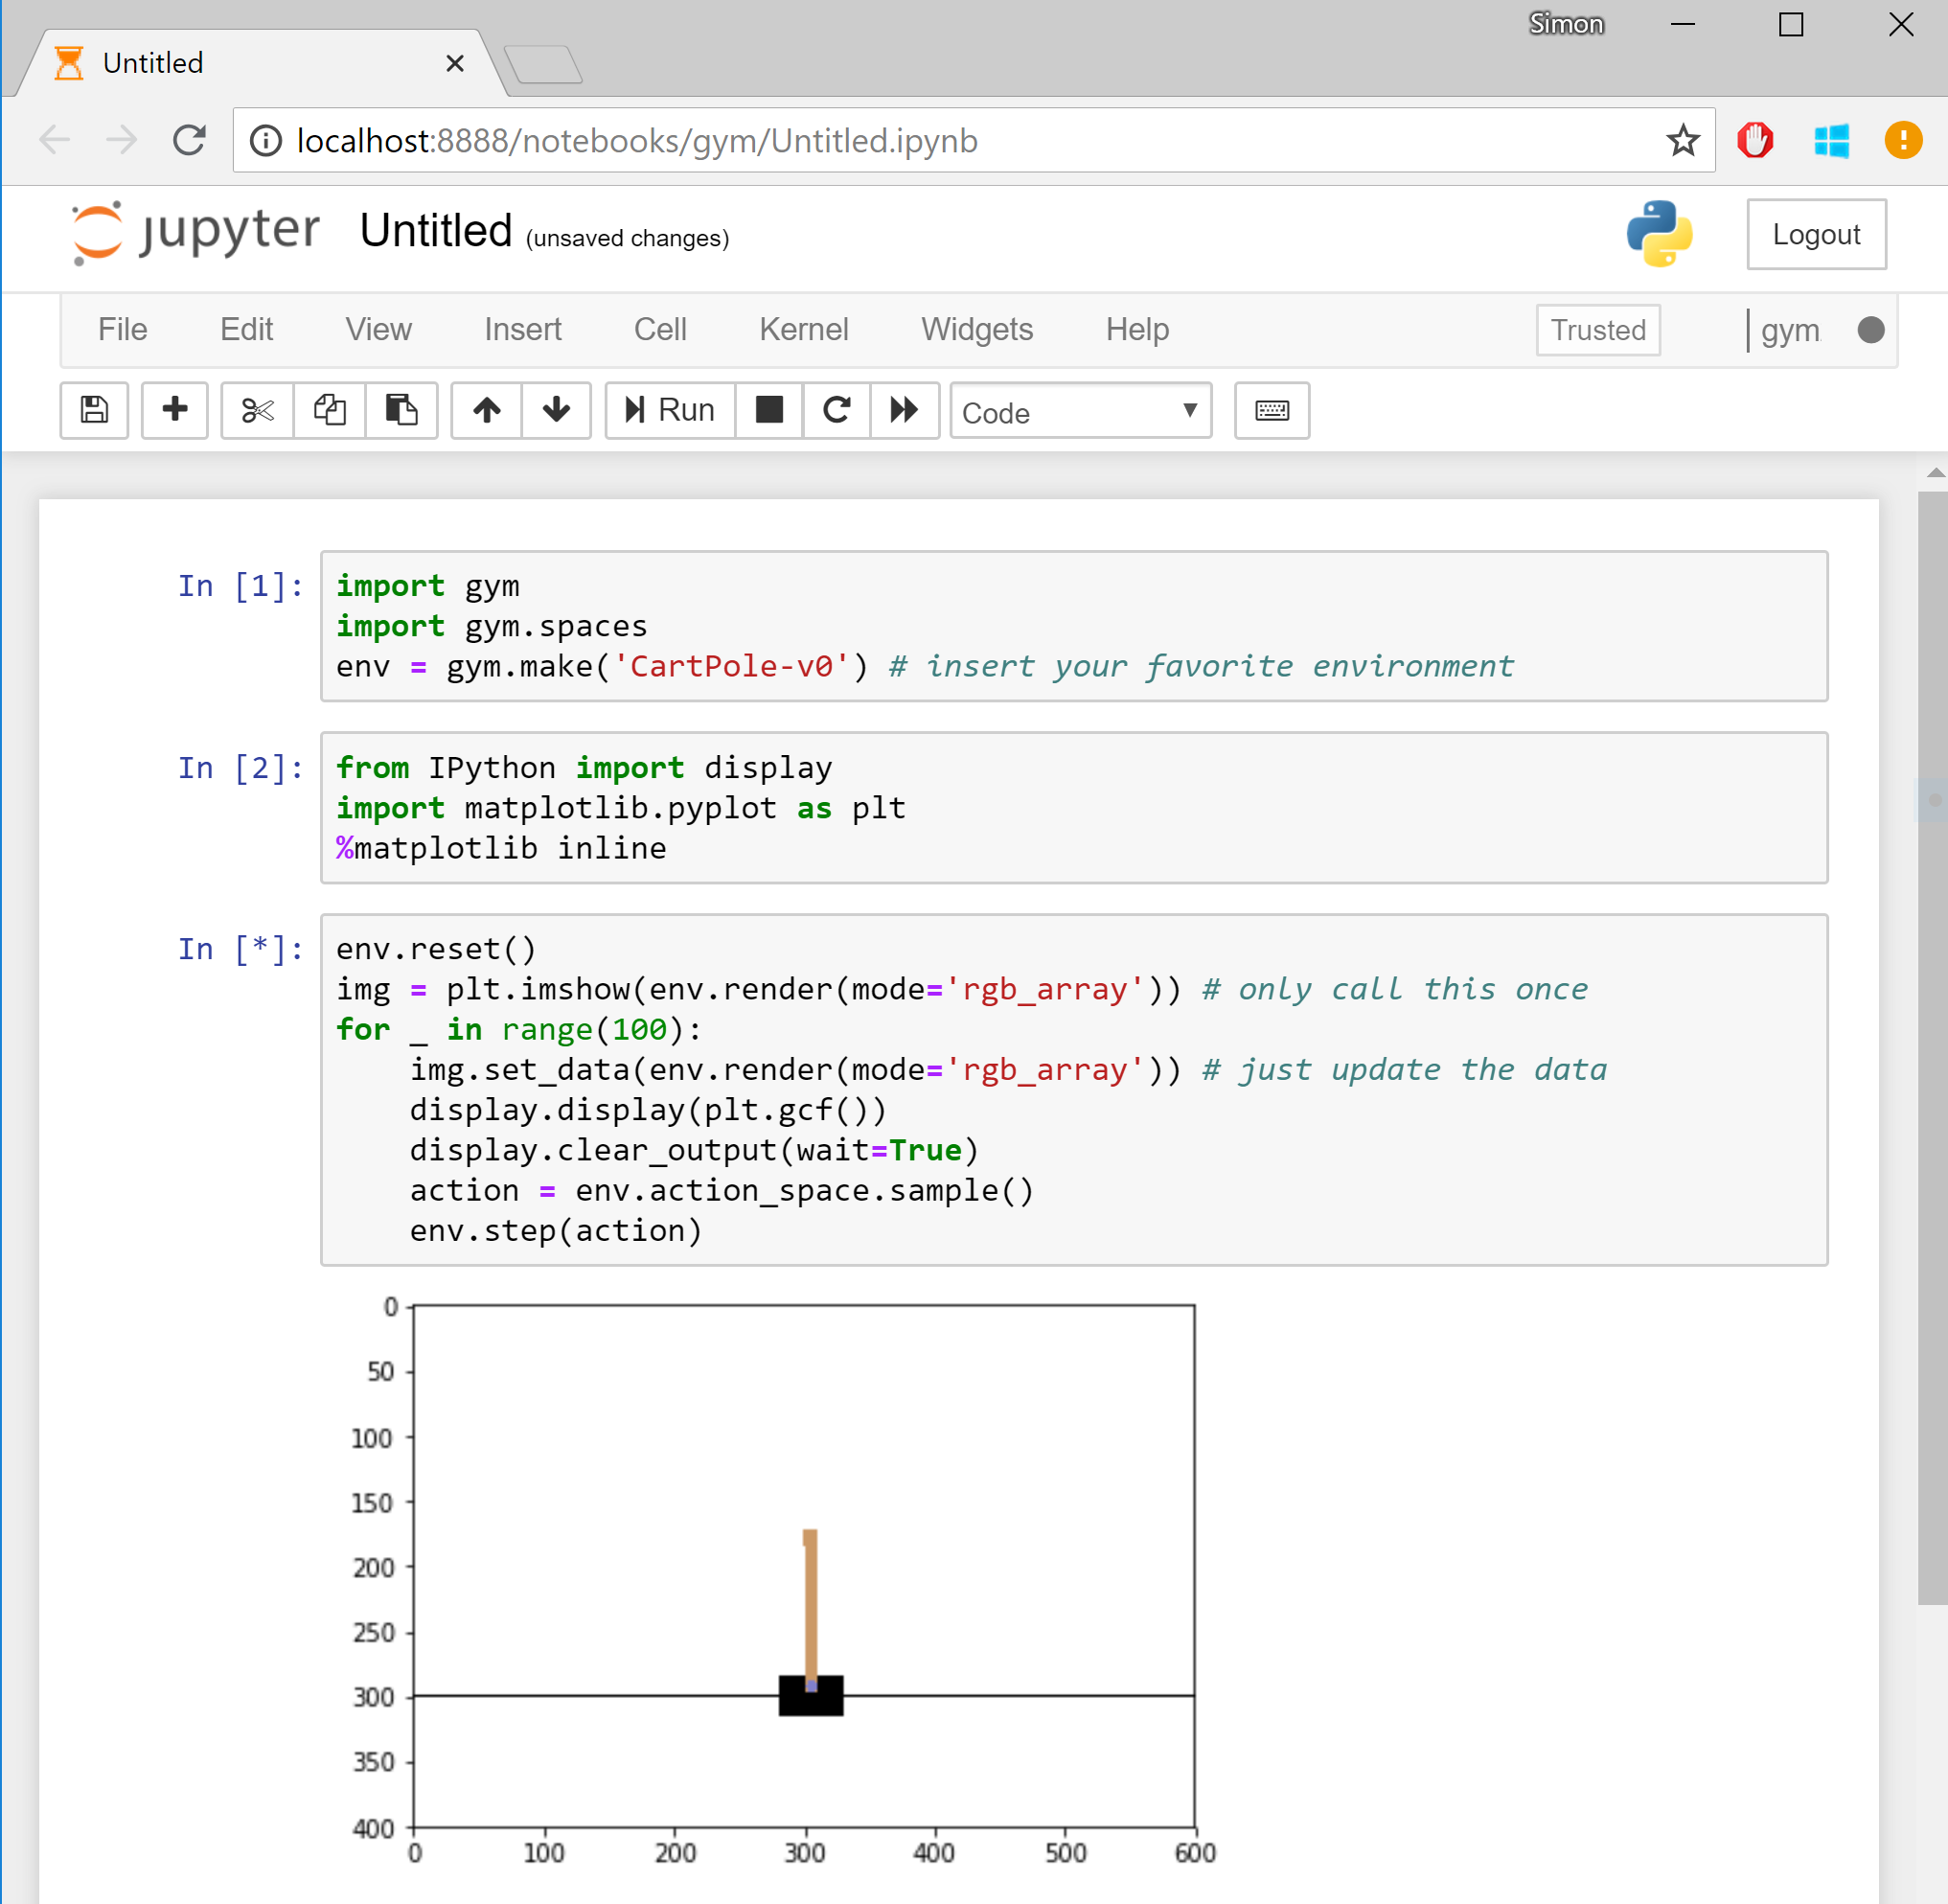 Simon
Untitled
localhost:8888/notebooks/gym/Untitled.ipynb
jupyter Untitled (unsaved changes)
Logout
File Edit View Insert Cell Kernel Widgets Help Trusted gym
Run Code
In [1]: import gym
import gym.spaces
env = gym.make('CartPole-v0') # insert your favorite environment
In [2]: from IPython import display
import matplotlib.pyplot as plt
%matplotlib inline
In [*]: env.reset()
img = plt.imshow(env.render(mode='rgb_array')) # only call this once
for _ in range(100):
    img.set_data(env.render(mode='rgb_array')) # just update the data
    display.display(plt.gcf())
    display.clear_output(wait=True)
    action = env.action_space.sample()
    env.step(action)
0
50
100
150
200
250
300
350
400
0 100 200 300 400 500 600